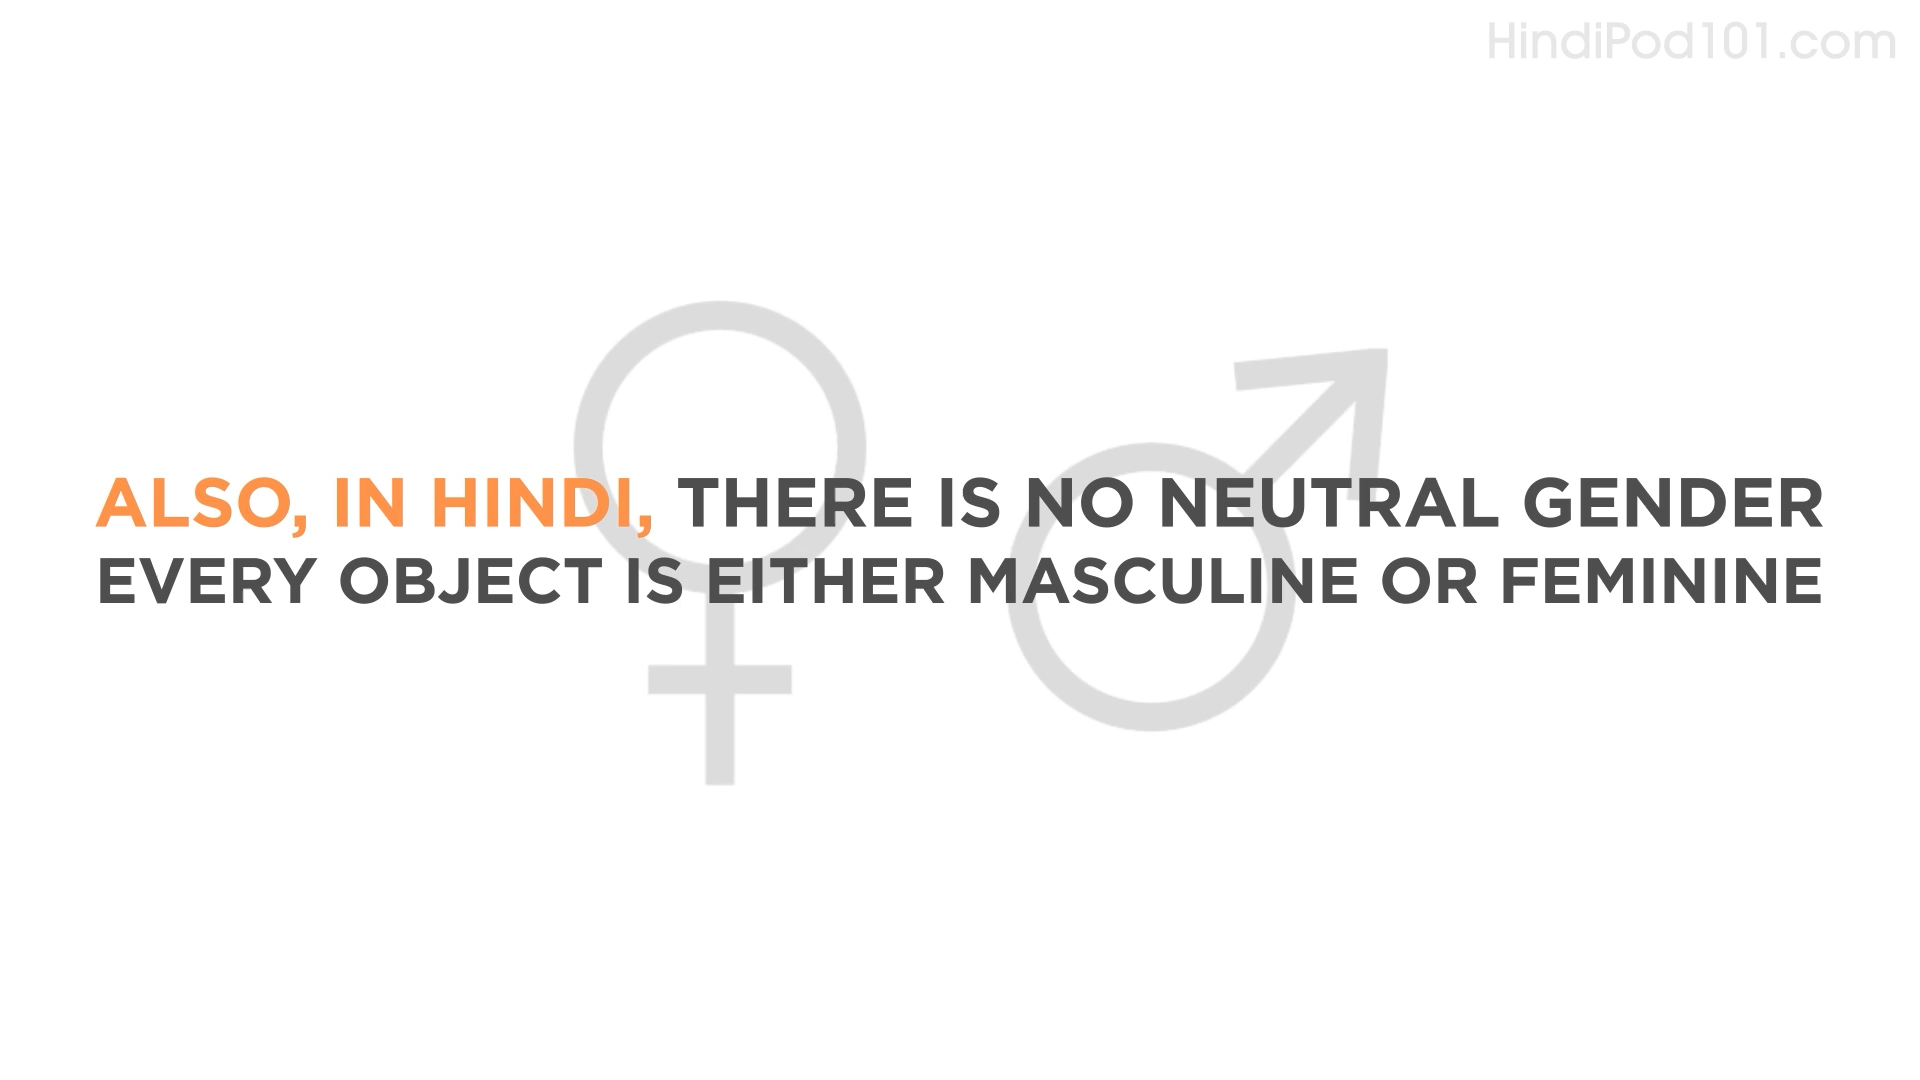 HindiPod101.com
ALSO, IN HINDI, THERE IS NO NEUTRAL GENDER
EVERY OBJECT IS EITHER MASCULINE OR FEMININE